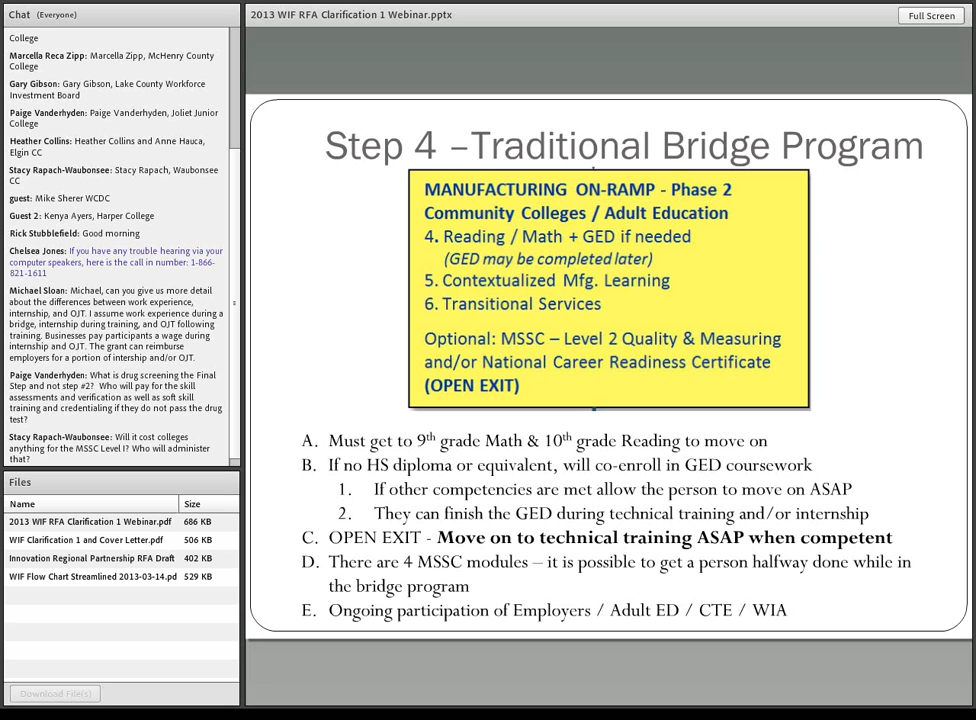 Chat (Everyone)
College
Marcella Reca Zipp: Marcella Zipp, McHenry County
College
Gary Gibson: Gary Gibson, Lake County Workforce
Investment Board
Paige Vanderhyden: Paige Vanderhyden, Joliet Junior
College
Heather Collins: Heather Collins and Anne Hauca,
Elgin CC
Stacy Rapach-Waubonsee: Stacy Rapach, Waubonsee
CC
guest: Mike Sherer WCDC
Guest 2: Kenya Ayers, Harper College
Rick Stubblefield: Good morning
Chelsea Jones: If you have any trouble hearing via your
computer speakers, here is the call in number: 1-866-
821-1611
Michael Sloan: Michael, can you give us more detail
about the differences between work experience,
internship, and OJT. I assume work experience during a
bridge, internship during training, and OJT following
training. Businesses pay participants a wage during
internship and OJT. The grant can reimburse
employers for a portion of intership and/or OJT.
Paige Vanderhyden: What is drug screening the Final
Step and not step #2? Who will pay for the skill
assessments and verification as well as soft skill
training and credentialing if they do not pass the drug
test?
Stacy Rapach-Waubonsee: Will it cost colleges
anything for the MSSC Level I? Who will administer
that?
Files
Name Size
2013 WIF RFA Clarification 1 Webinar.pdf 686 KB
WIF Clarification 1 and Cover Letter.pdf 506 KB
Innovation Regional Partnership RFA Draft 402 KB
WIF Flow Chart Streamlined 2013-03-14.pd 529 KB
Download File(s)
2013 WIF RFA Clarification 1 Webinar.pptx
Full Screen
Step 4 –Traditional Bridge Program
MANUFACTURING ON-RAMP - Phase 2
Community Colleges / Adult Education
4. Reading / Math + GED if needed
(GED may be completed later)
5. Contextualized Mfg. Learning
6. Transitional Services
Optional: MSSC – Level 2 Quality & Measuring
and/or National Career Readiness Certificate
(OPEN EXIT)
A. Must get to 9th grade Math & 10th grade Reading to move on
B. If no HS diploma or equivalent, will co-enroll in GED coursework
1. If other competencies are met allow the person to move on ASAP
2. They can finish the GED during technical training and/or internship
C. OPEN EXIT - Move on to technical training ASAP when competent
D. There are 4 MSSC modules – it is possible to get a person halfway done while in
the bridge program
E. Ongoing participation of Employers / Adult ED / CTE / WIA